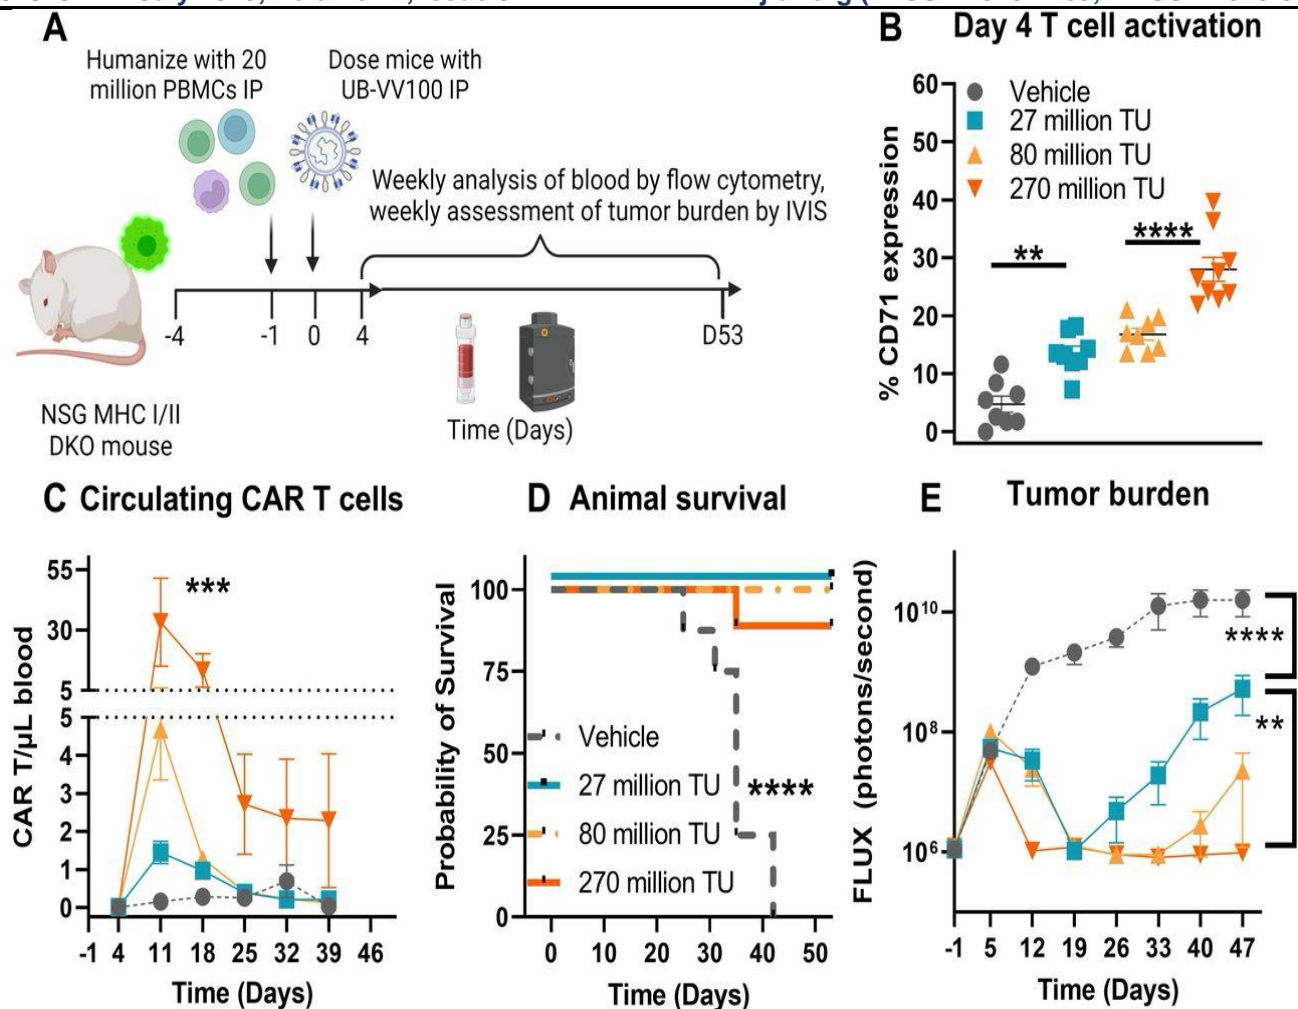 A
Humanize with 20
million PBMCs IP
Dose mice with
UB-VV100 IP
Weekly analysis of blood by flow cytometry,
weekly assessment of tumor burden by IVIS
-4 -1 0 4 D53
Time (Days)
NSG MHC I/II
DKO mouse
B Day 4 T cell activation
Vehicle
27 million TU
80 million TU
270 million TU
% CD71 expression
60
50
40
30
20
10
0
**
****
C Circulating CAR T cells
CAR T/µL blood
55
30
5
5
4
3
2
1
0
***
-1 4 11 18 25 32 39 46
Time (Days)
D Animal survival
Probability of Survival
100
75
50
25
0
Vehicle
27 million TU
80 million TU
270 million TU
****
0 10 20 30 40 50
Time (Days)
E Tumor burden
FLUX (photons/second)
10¹⁰
10⁸
10⁶
****
**
-1 5 12 19 26 33 40 47
Time (Days)